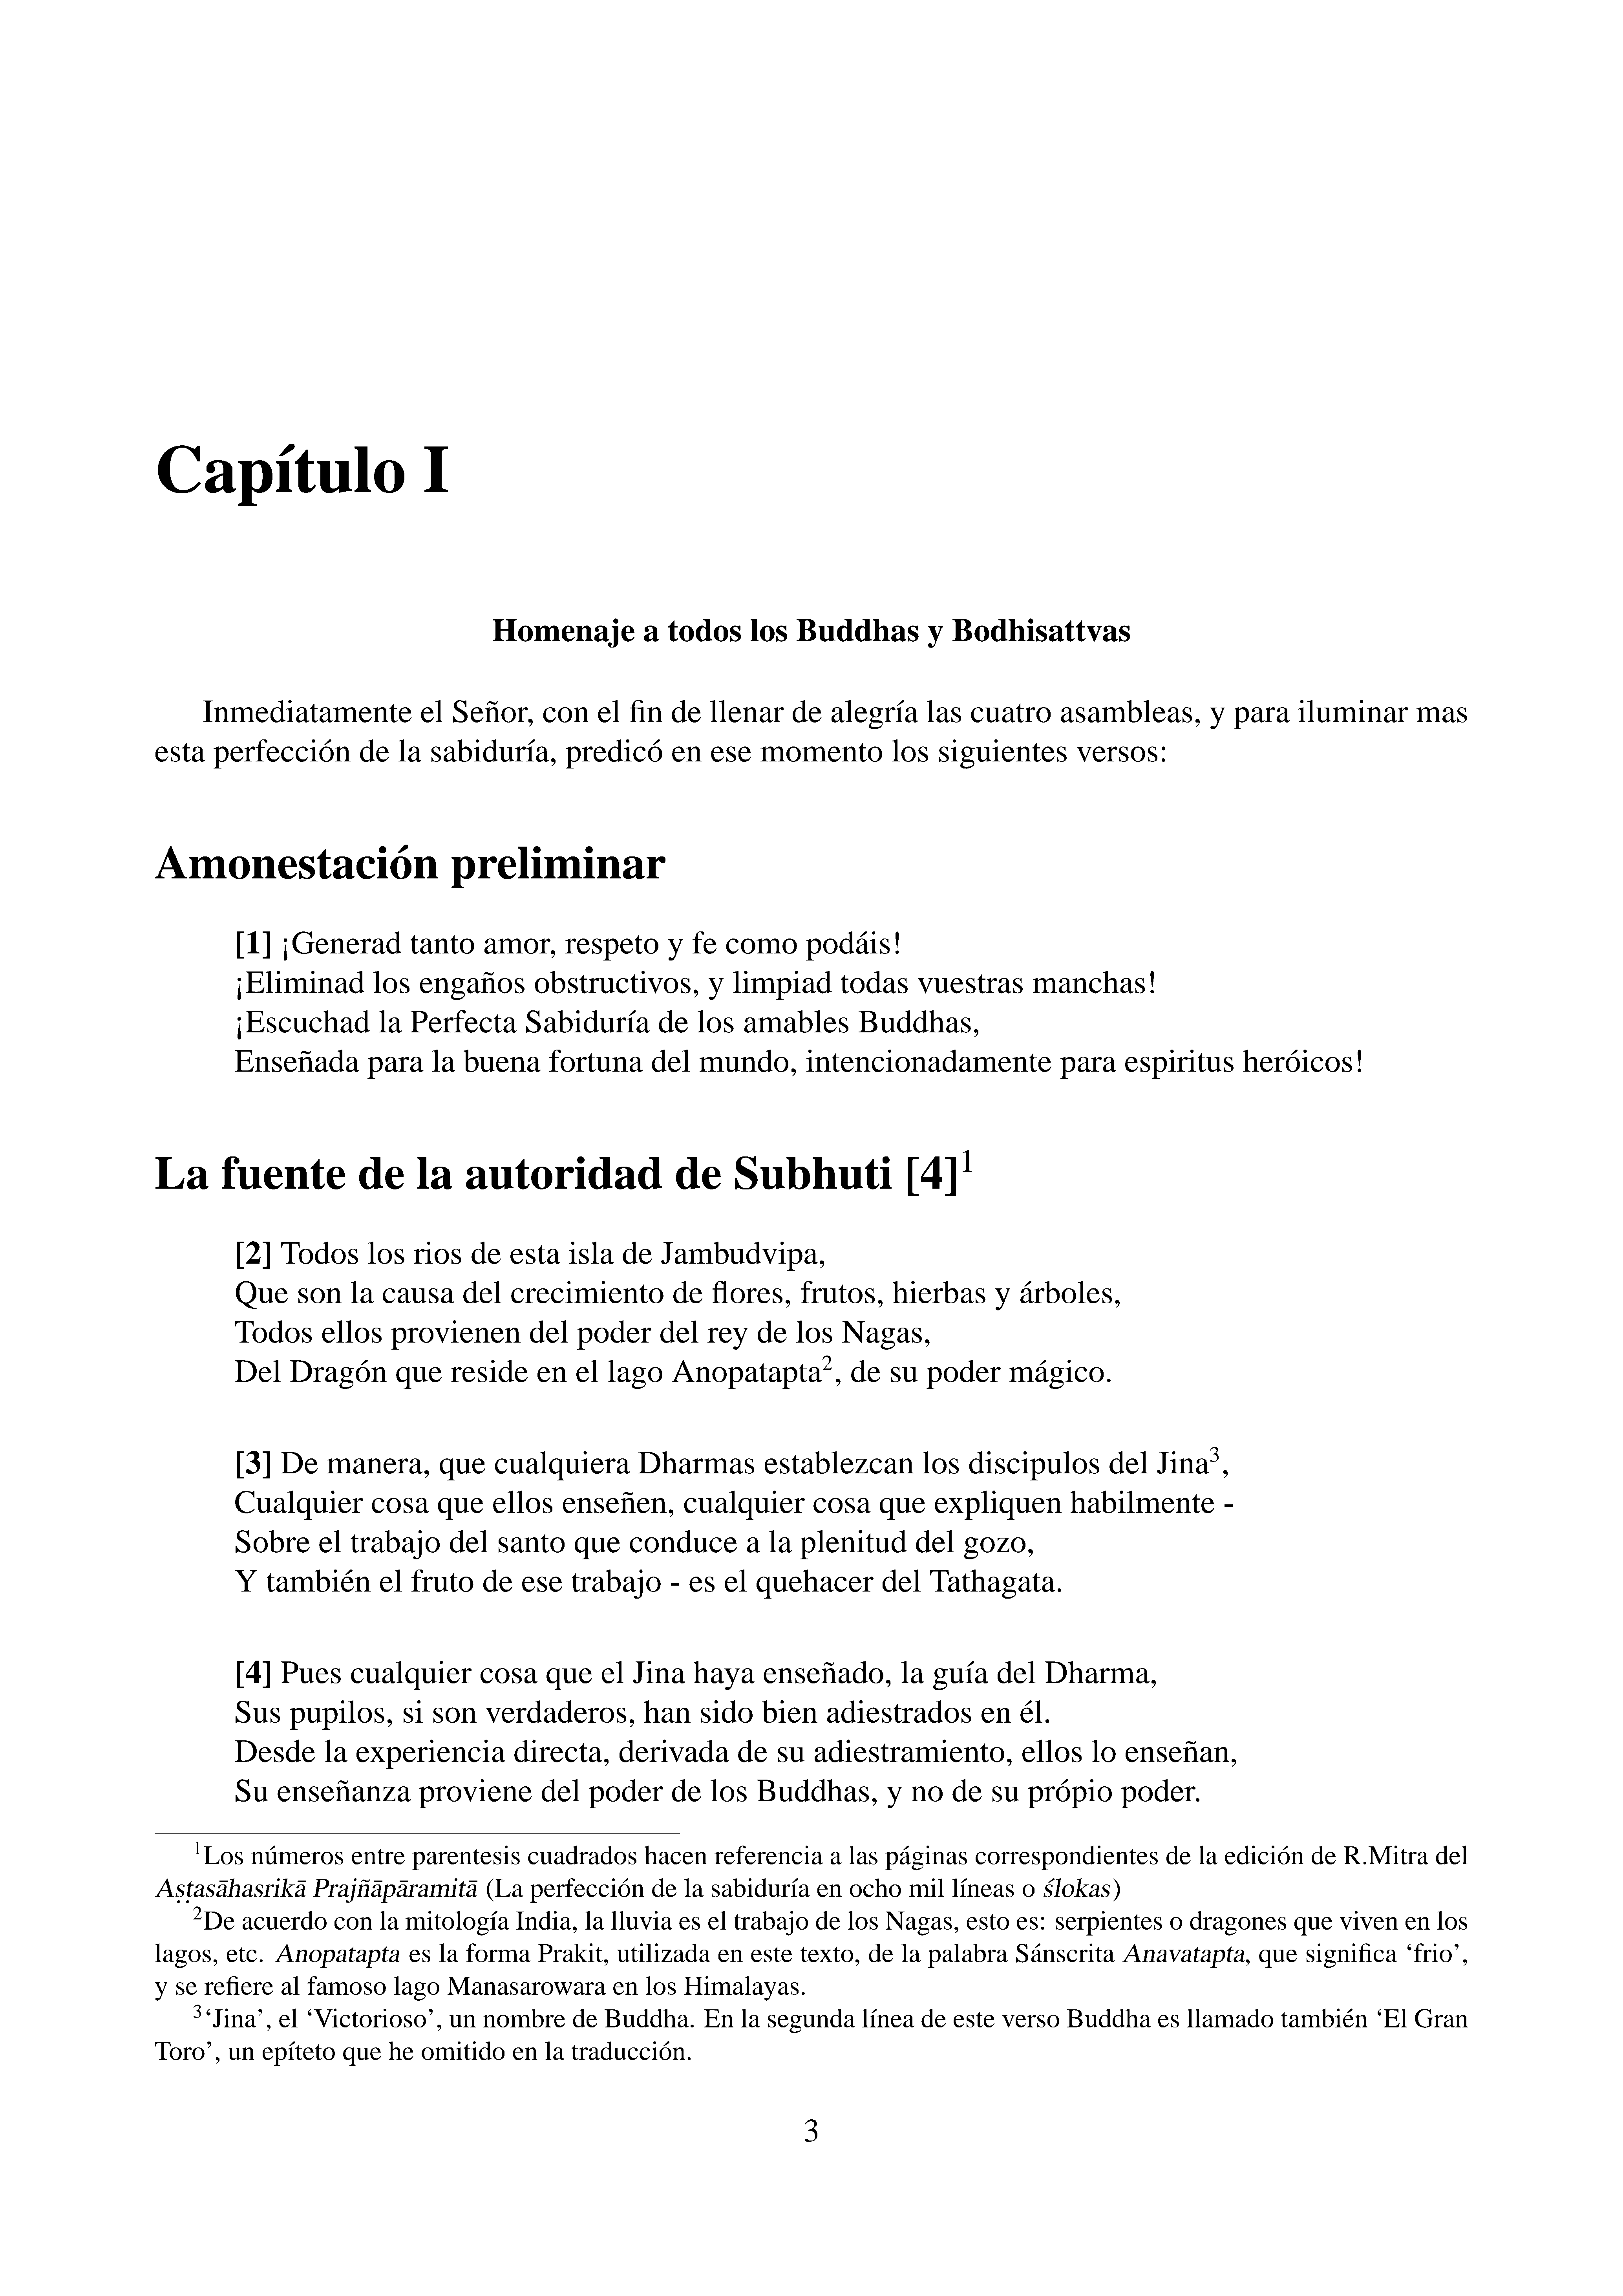 Capítulo I
Homenaje a todos los Buddhas y Bodhisattvas
Inmediatamente el Señor, con el fin de llenar de alegría las cuatro asambleas, y para iluminar mas
esta perfección de la sabiduría, predicó en ese momento los siguientes versos:
Amonestación preliminar
[1] ¡Generad tanto amor, respeto y fe como podáis!
¡Eliminad los engaños obstructivos, y limpiad todas vuestras manchas!
¡Escuchad la Perfecta Sabiduría de los amables Buddhas,
Enseñada para la buena fortuna del mundo, intencionadamente para espiritus heróicos!
La fuente de la autoridad de Subhuti [4]¹
[2] Todos los rios de esta isla de Jambudvipa,
Que son la causa del crecimiento de flores, frutos, hierbas y árboles,
Todos ellos provienen del poder del rey de los Nagas,
Del Dragón que reside en el lago Anopatapta², de su poder mágico.
[3] De manera, que cualquiera Dharmas establezcan los discipulos del Jina³,
Cualquier cosa que ellos enseñen, cualquier cosa que expliquen habilmente -
Sobre el trabajo del santo que conduce a la plenitud del gozo,
Y también el fruto de ese trabajo - es el quehacer del Tathagata.
[4] Pues cualquier cosa que el Jina haya enseñado, la guía del Dharma,
Sus pupilos, si son verdaderos, han sido bien adiestrados en él.
Desde la experiencia directa, derivada de su adiestramiento, ellos lo enseñan,
Su enseñanza proviene del poder de los Buddhas, y no de su própio poder.
¹Los números entre parentesis cuadrados hacen referencia a las páginas correspondientes de la edición de R.Mitra del
Aṣṭasāhasrikā Prajñāpāramitā (La perfección de la sabiduría en ocho mil líneas o ślokas)
²De acuerdo con la mitología India, la lluvia es el trabajo de los Nagas, esto es: serpientes o dragones que viven en los
lagos, etc. Anopatapta es la forma Prakit, utilizada en este texto, de la palabra Sánscrita Anavatapta, que significa ‘frio’,
y se refiere al famoso lago Manasarowara en los Himalayas.
³‘Jina’, el ‘Victorioso’, un nombre de Buddha. En la segunda línea de este verso Buddha es llamado también ‘El Gran
Toro’, un epíteto que he omitido en la traducción.
3